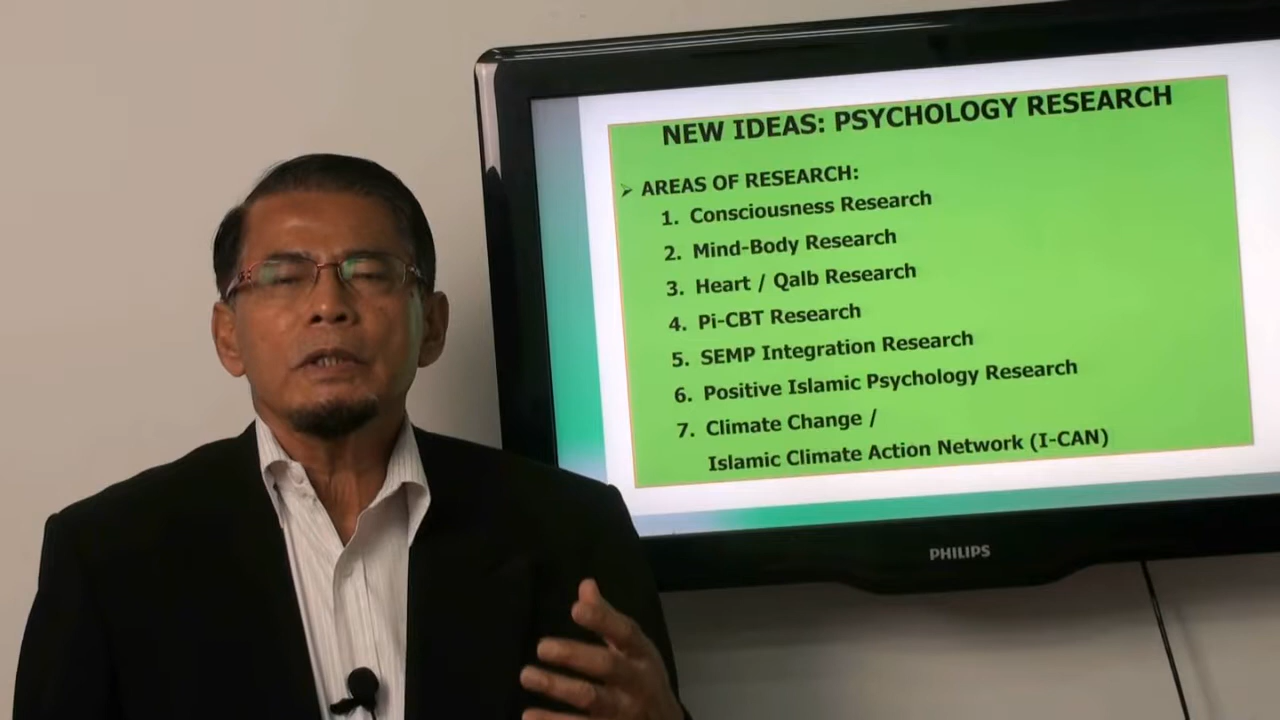 NEW IDEAS: PSYCHOLOGY RESEARCH
➢ AREAS OF RESEARCH:
1. Consciousness Research
2. Mind-Body Research
3. Heart / Qalb Research
4. Pi-CBT Research
5. SEMP Integration Research
6. Positive Islamic Psychology Research
7. Climate Change /
Islamic Climate Action Network (I-CAN)
PHILIPS